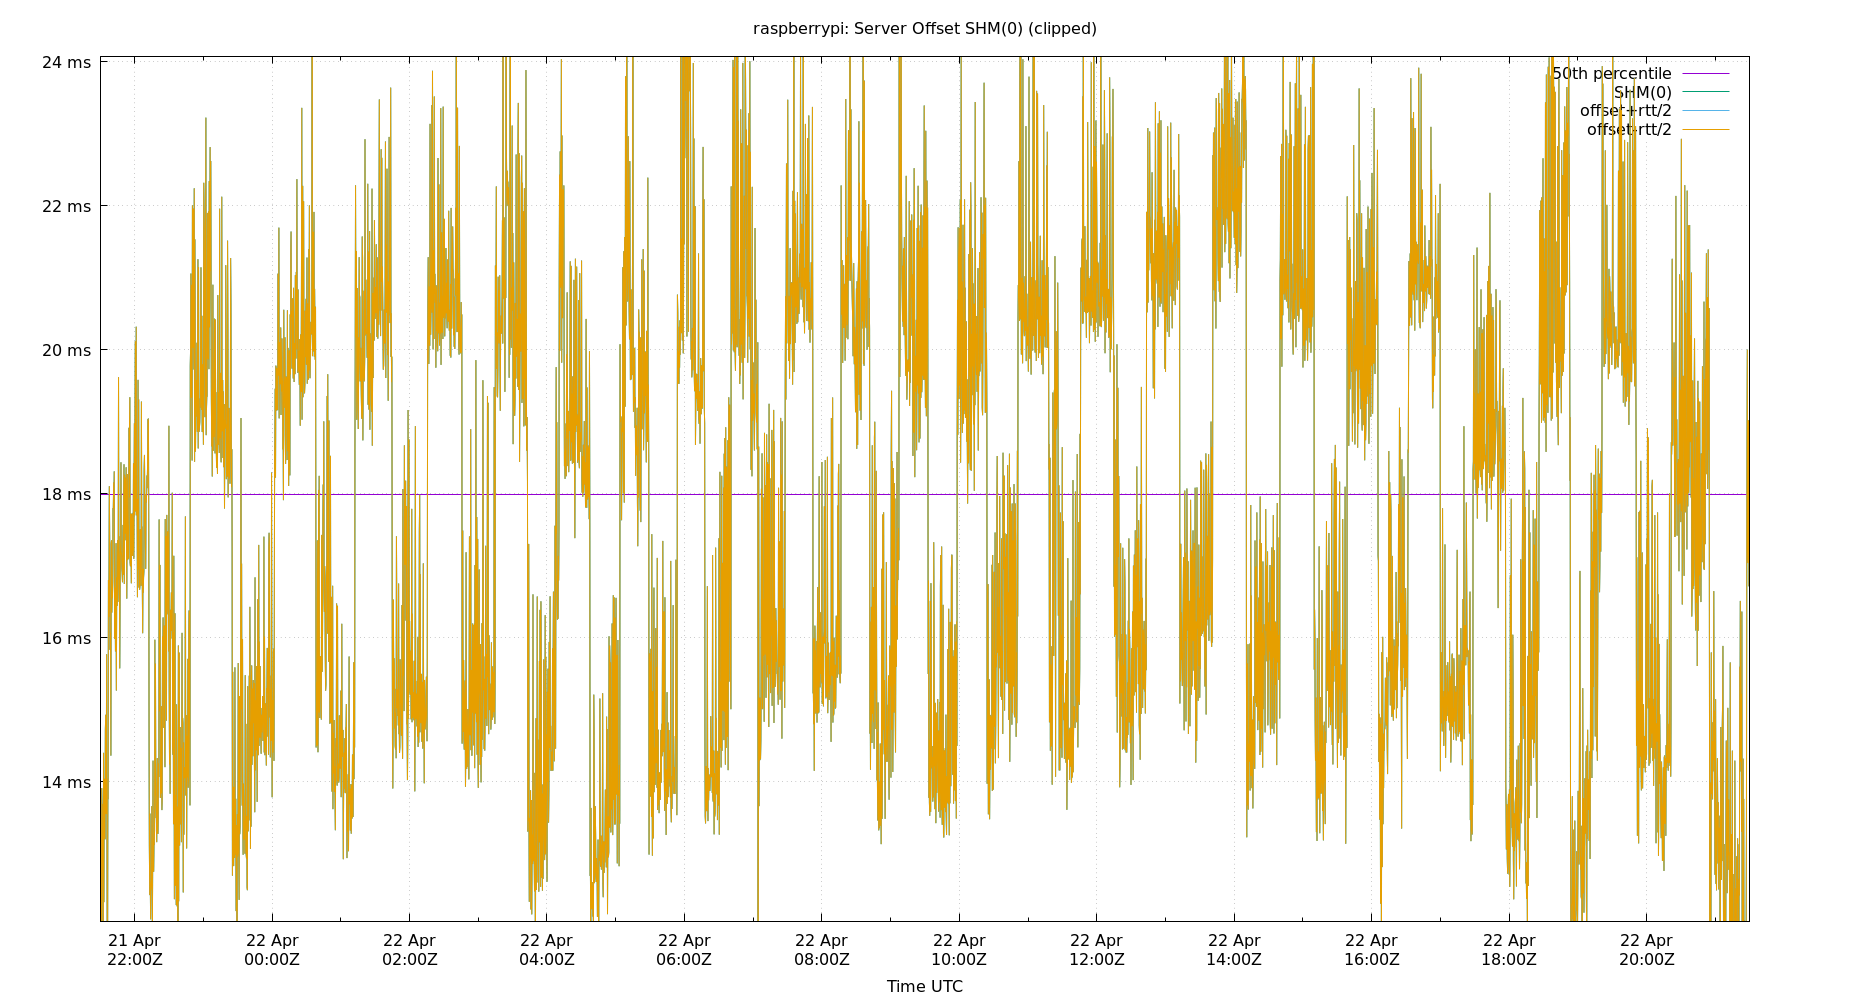 raspberrypi: Server Offset SHM(0) (clipped)
24 ms
22 ms
20 ms
18 ms
16 ms
14 ms
50th percentile
SHM(0)
offset+rtt/2
offset-rtt/2
21 Apr
22:00Z
22 Apr
00:00Z
22 Apr
02:00Z
22 Apr
04:00Z
22 Apr
06:00Z
22 Apr
08:00Z
22 Apr
10:00Z
22 Apr
12:00Z
22 Apr
14:00Z
22 Apr
16:00Z
22 Apr
18:00Z
22 Apr
20:00Z
Time UTC